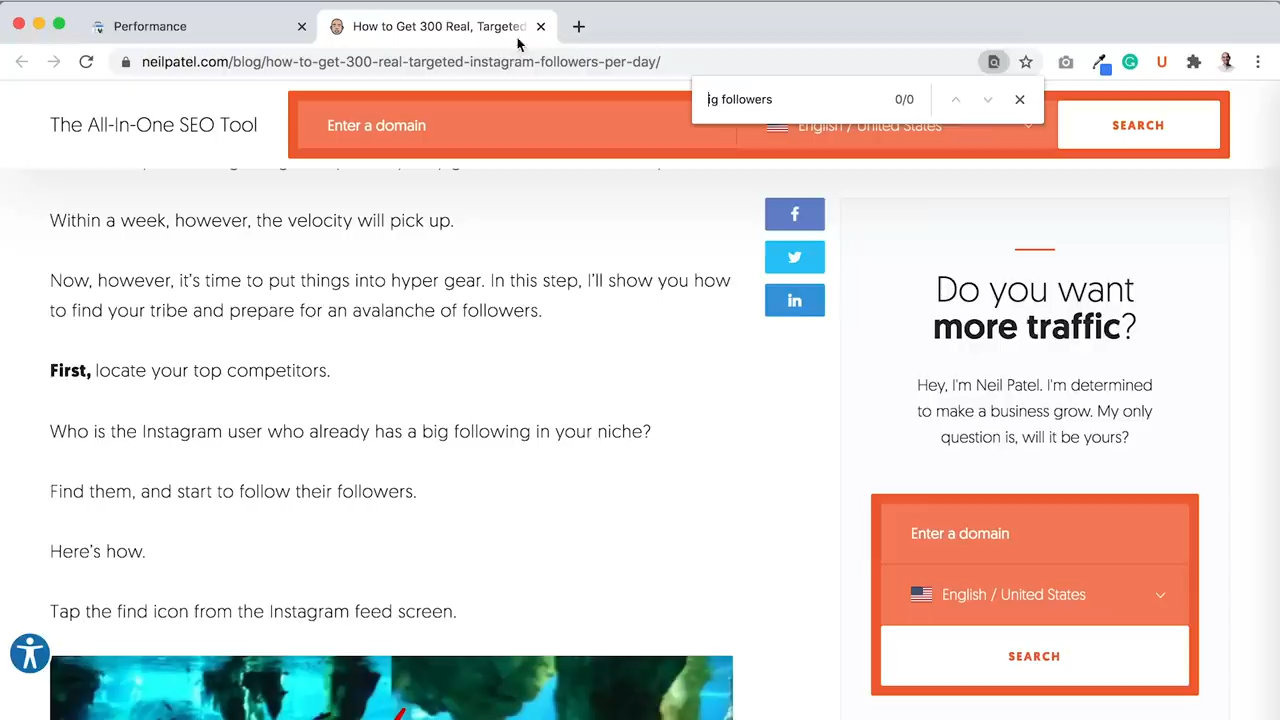 Performance
How to Get 300 Real, Targeted
neilpatel.com/blog/how-to-get-300-real-targeted-instagram-followers-per-day/
U
ig followers
0/0
The All-In-One SEO Tool
Enter a domain
English / United States
SEARCH
Within a week, however, the velocity will pick up.
Now, however, it's time to put things into hyper gear. In this step, I'll show you how
to find your tribe and prepare for an avalanche of followers.
First, locate your top competitors.
Who is the Instagram user who already has a big following in your niche?
Find them, and start to follow their followers.
Here's how.
Tap the find icon from the Instagram feed screen.
f
in
Do you want
more traffic?
Hey, I'm Neil Patel. I'm determined
to make a business grow. My only
question is, will it be yours?
Enter a domain
English / United States
SEARCH